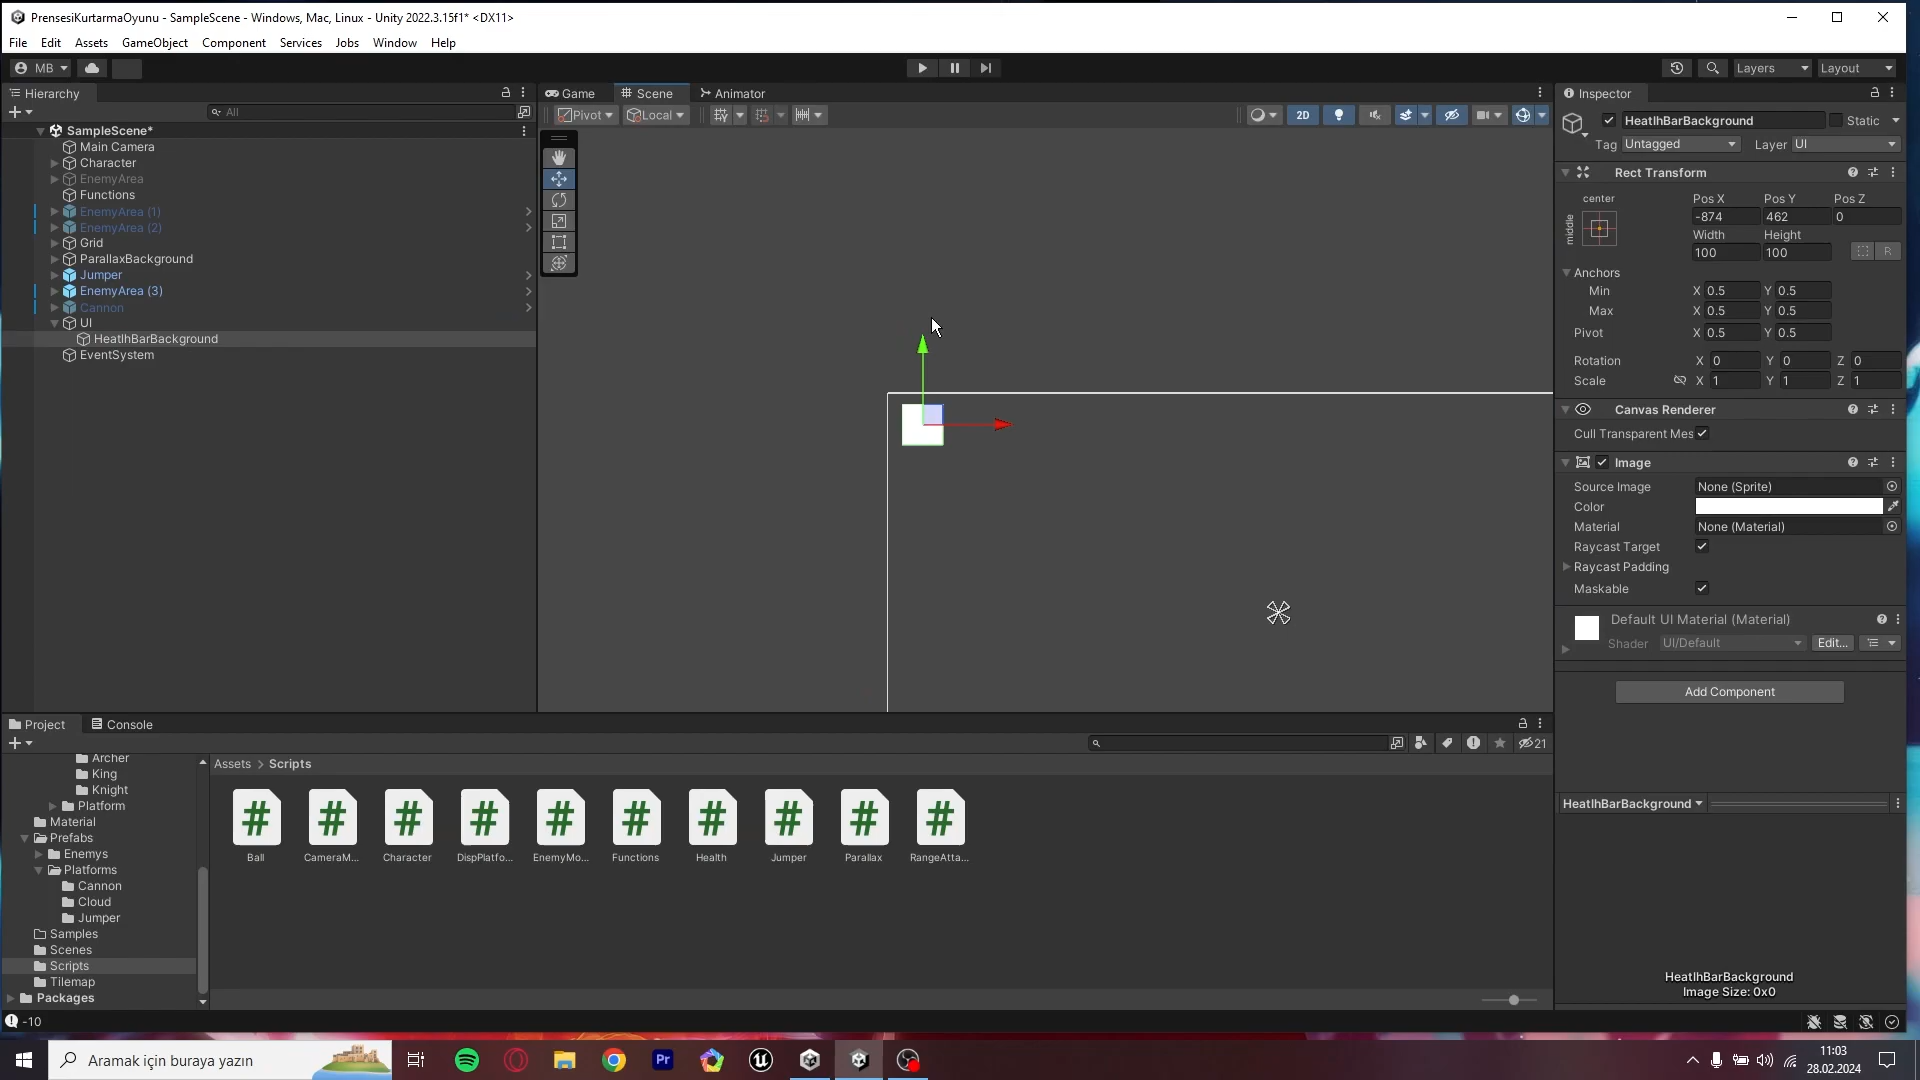 PrensesiKurtarmaOyunu - SampleScene - Windows, Mac, Linux - Unity 2022.3.15f1* <DX11>
File Edit Assets GameObject Component Services Jobs Window Help
MB
Layers Layout
Hierarchy
All
SampleScene*
Main Camera
Character
EnemyArea
Functions
EnemyArea (1)
EnemyArea (2)
Grid
ParallaxBackground
Jumper
EnemyArea (3)
Cannon
UI
HeatlhBarBackground
EventSystem
Game Scene Animator
Pivot Local
2D
Inspector
HeatlhBarBackground Static
Tag Untagged Layer UI
Rect Transform
center
middle
Pos X Pos Y Pos Z
-874 462 0
Width Height
100 100 R
Anchors
Min X 0.5 Y 0.5
Max X 0.5 Y 0.5
Pivot X 0.5 Y 0.5
Rotation X 0 Y 0 Z 0
Scale X 1 Y 1 Z 1
Canvas Renderer
Cull Transparent Mes
Image
Source Image None (Sprite)
Color
Material None (Material)
Raycast Target
Raycast Padding
Maskable
Default UI Material (Material)
Shader UI/Default Edit...
Add Component
HeatlhBarBackground
HeatlhBarBackground
Image Size: 0x0
Project Console
21
Archer
King
Knight
Platform
Material
Prefabs
Enemys
Platforms
Cannon
Cloud
Jumper
Samples
Scenes
Scripts
Tilemap
Packages
Assets > Scripts
Ball CameraM... Character DispPlatfo... EnemyMo... Functions Health Jumper Parallax RangeAtta...
-10
Aramak için buraya yazın
Pr
11:03
28.02.2024